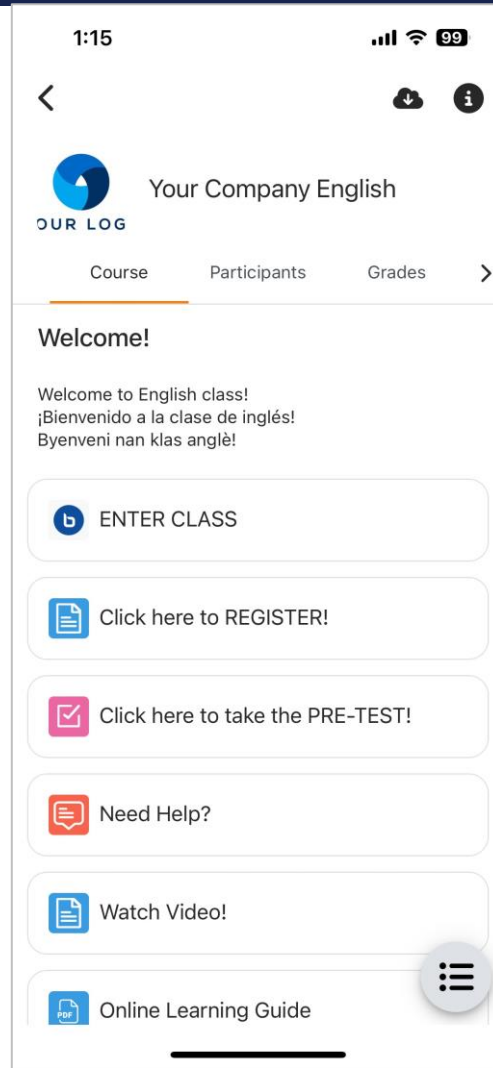 1:15
99
Your Company English
OUR LOG
Course Participants Grades
Welcome!
Welcome to English class!
¡Bienvenido a la clase de inglés!
Byenveni nan klas anglè!
b ENTER CLASS
Click here to REGISTER!
Click here to take the PRE-TEST!
Need Help?
Watch Video!
PDF Online Learning Guide